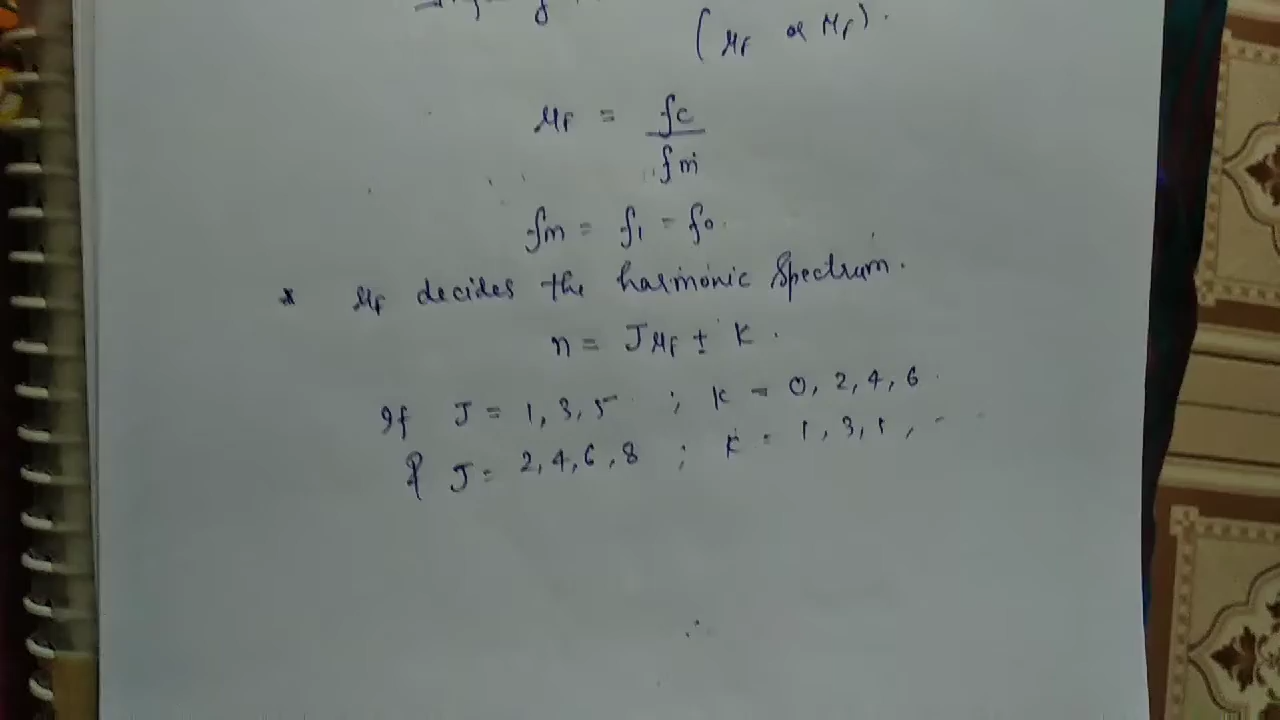 (MF or MF).
MF = fc / fm
fm = f1 = f0.
* MF decides the harmonic Spectrum.
n = JMF ± K.
If J = 1, 3, 5 ; K = 0, 2, 4, 6
J = 2, 4, 6, 8 ; K = 1, 3,